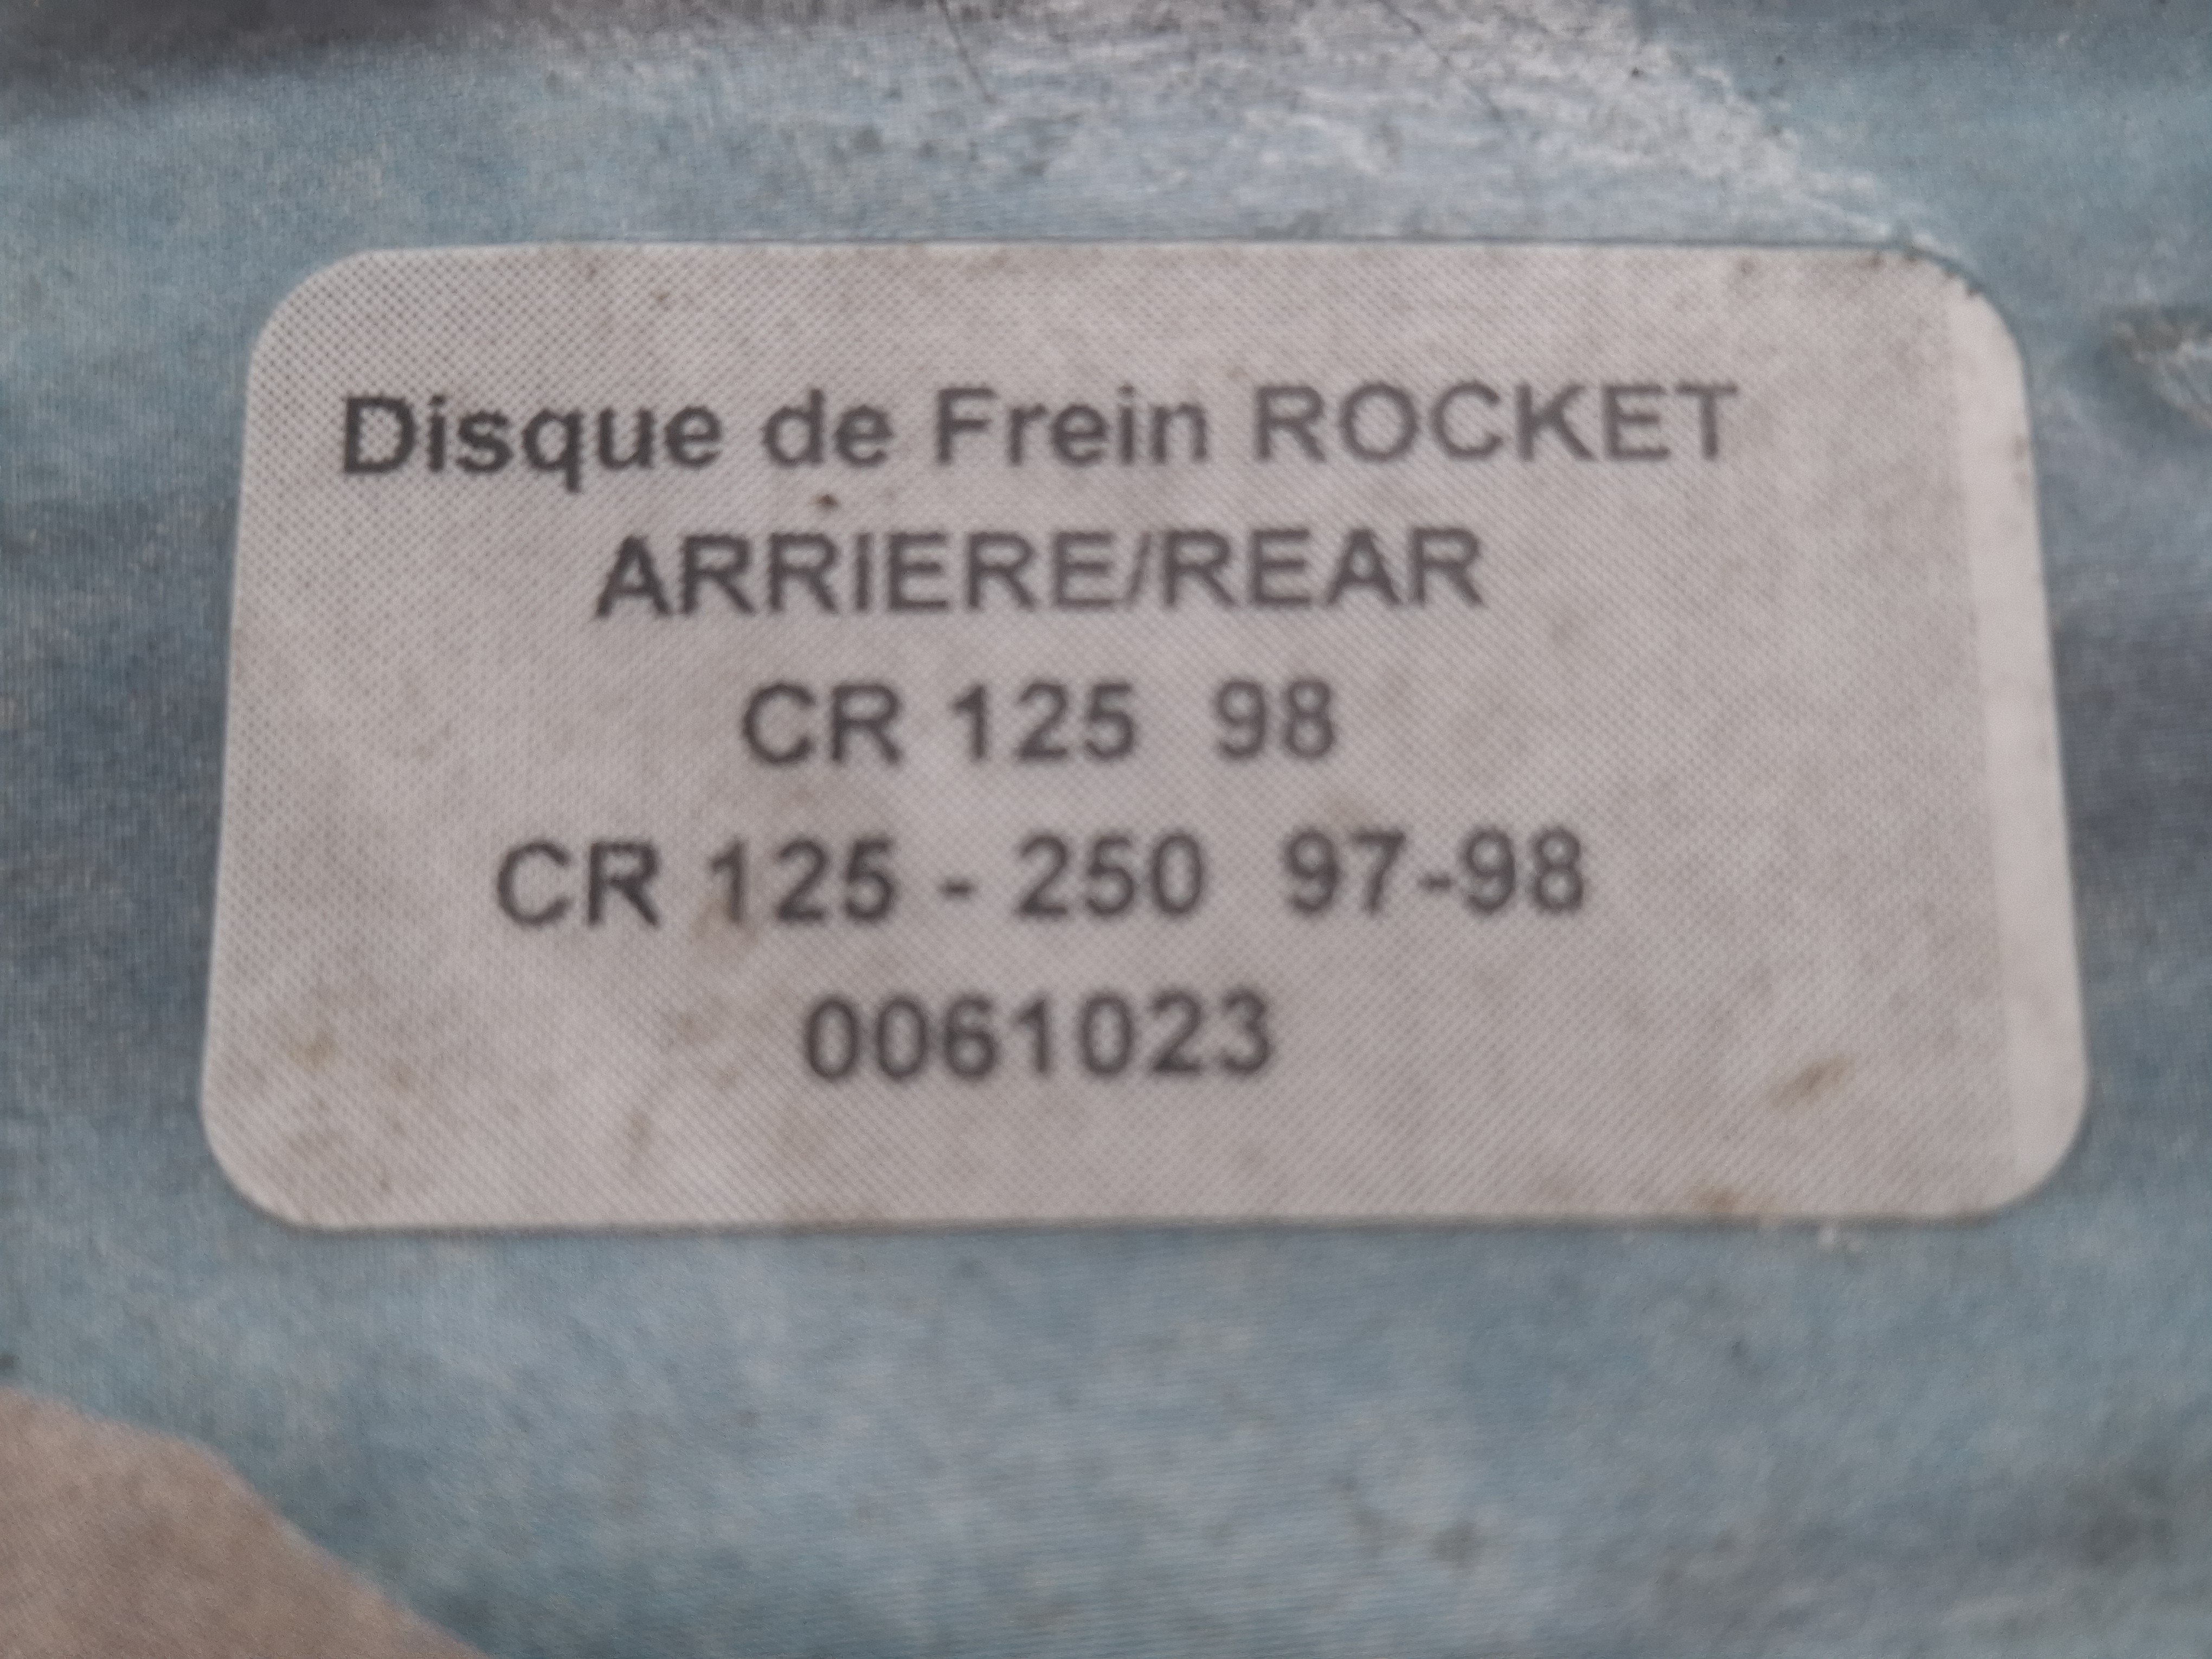 Disque de Frein ROCKET
ARRIERE/REAR
CR 125 98
CR 125 - 250 97-98
0061023